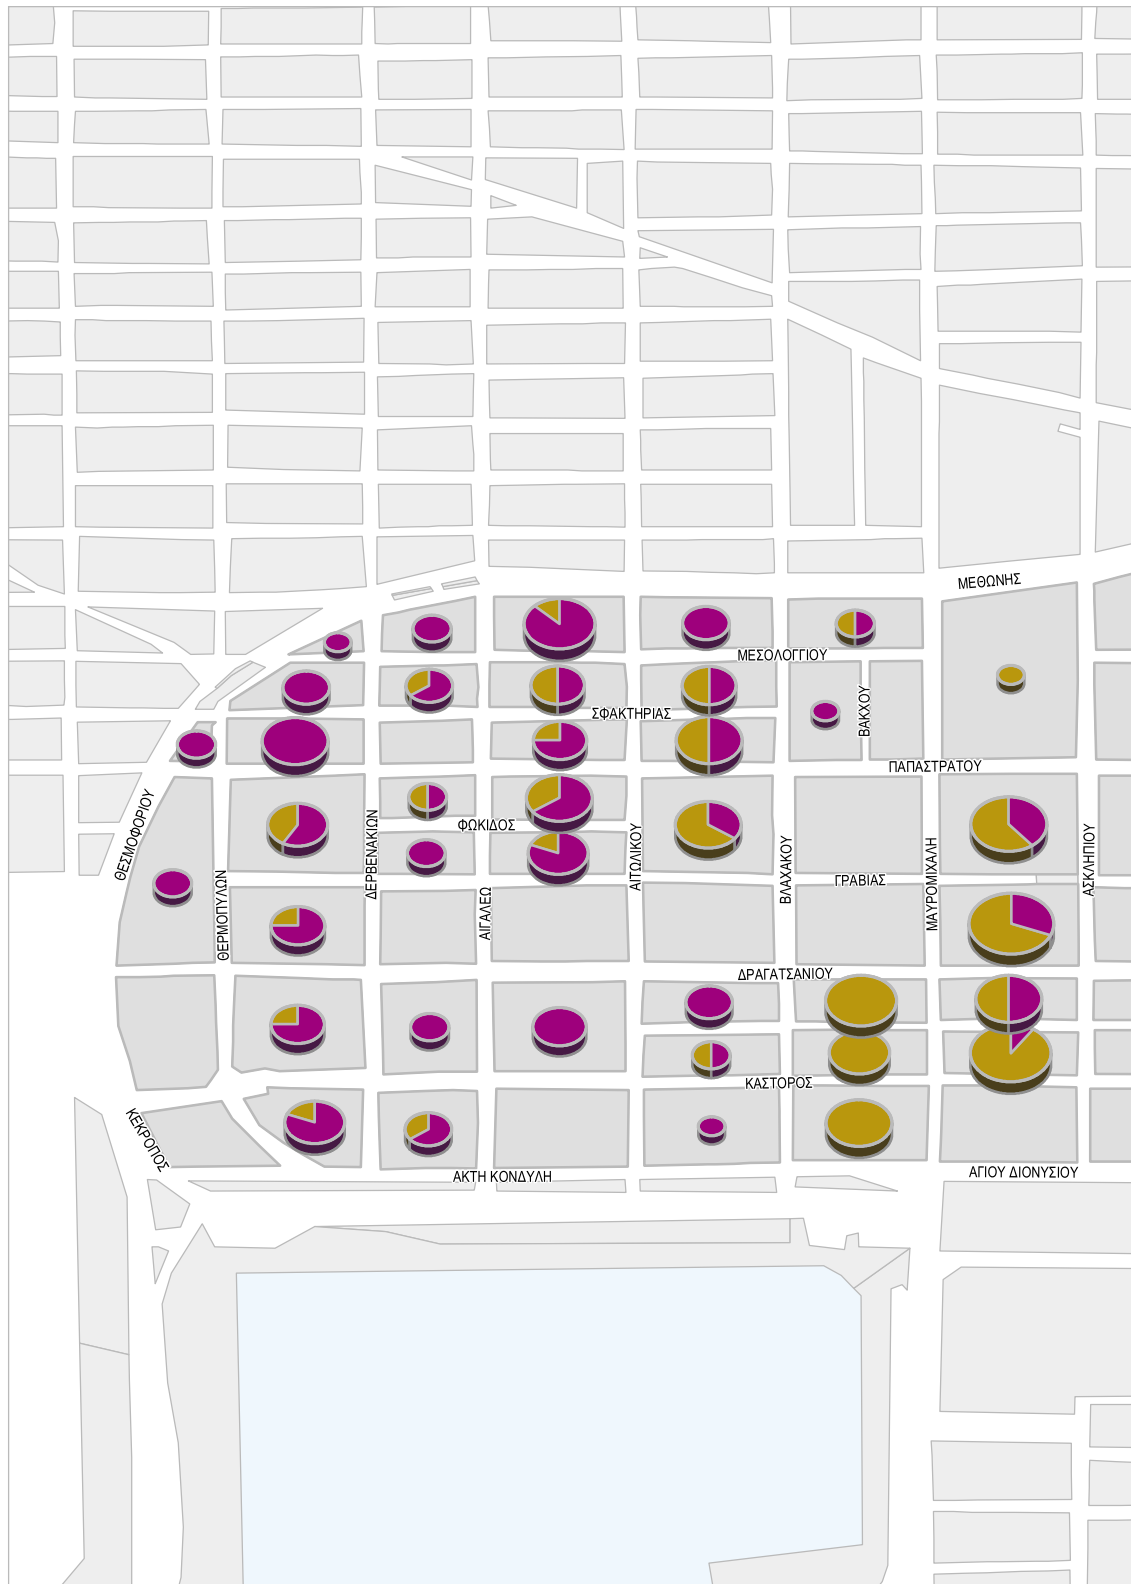 ΜΕΘΩΝΗΣ
ΜΕΣΟΛΟΓΓΙΟΥ
ΒΑΚΧΟΥ
ΣΦΑΚΤΗΡΙΑΣ
ΠΑΠΑΣΤΡΑΤΟΥ
ΘΕΣΜΟΦΟΡΙΟΥ
ΔΕΡΒΕΝΑΚΙΩΝ
ΦΩΚΙΔΟΣ
ΑΙΤΩΛΙΚΟΥ
ΒΛΑΧΑΚΟΥ
ΜΑΥΡΟΜΙΧΑΛΗ
ΑΣΚΛΗΠΙΟΥ
ΓΡΑΒΙΑΣ
ΘΕΡΜΟΠΥΛΩΝ
ΑΙΓΑΛΕΩ
ΔΡΑΓΑΤΣΑΝΙΟΥ
ΚΑΣΤΟΡΟΣ
ΚΕΚΡΟΠΟΣ
ΑΚΤΗ ΚΟΝΔΥΛΗ
ΑΓΙΟΥ ΔΙΟΝΥΣΙΟΥ